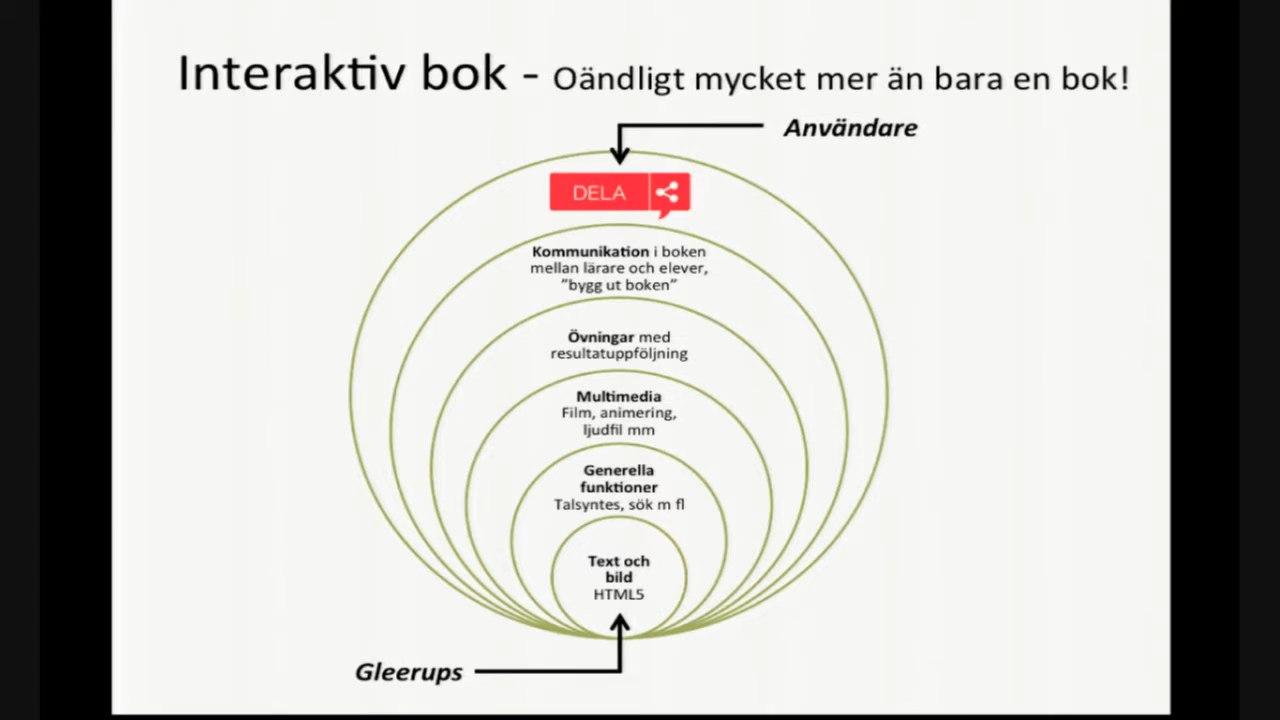 Interaktiv bok - Oändligt mycket mer än bara en bok!
Användare
DELA
Kommunikation i boken
mellan lärare och elever,
”bygg ut boken”
Övningar med
resultatuppföljning
Multimedia
Film, animering,
ljudfil mm
Generella
funktioner
Talsyntes, sök m fl
Text och
bild
HTML5
Gleerups